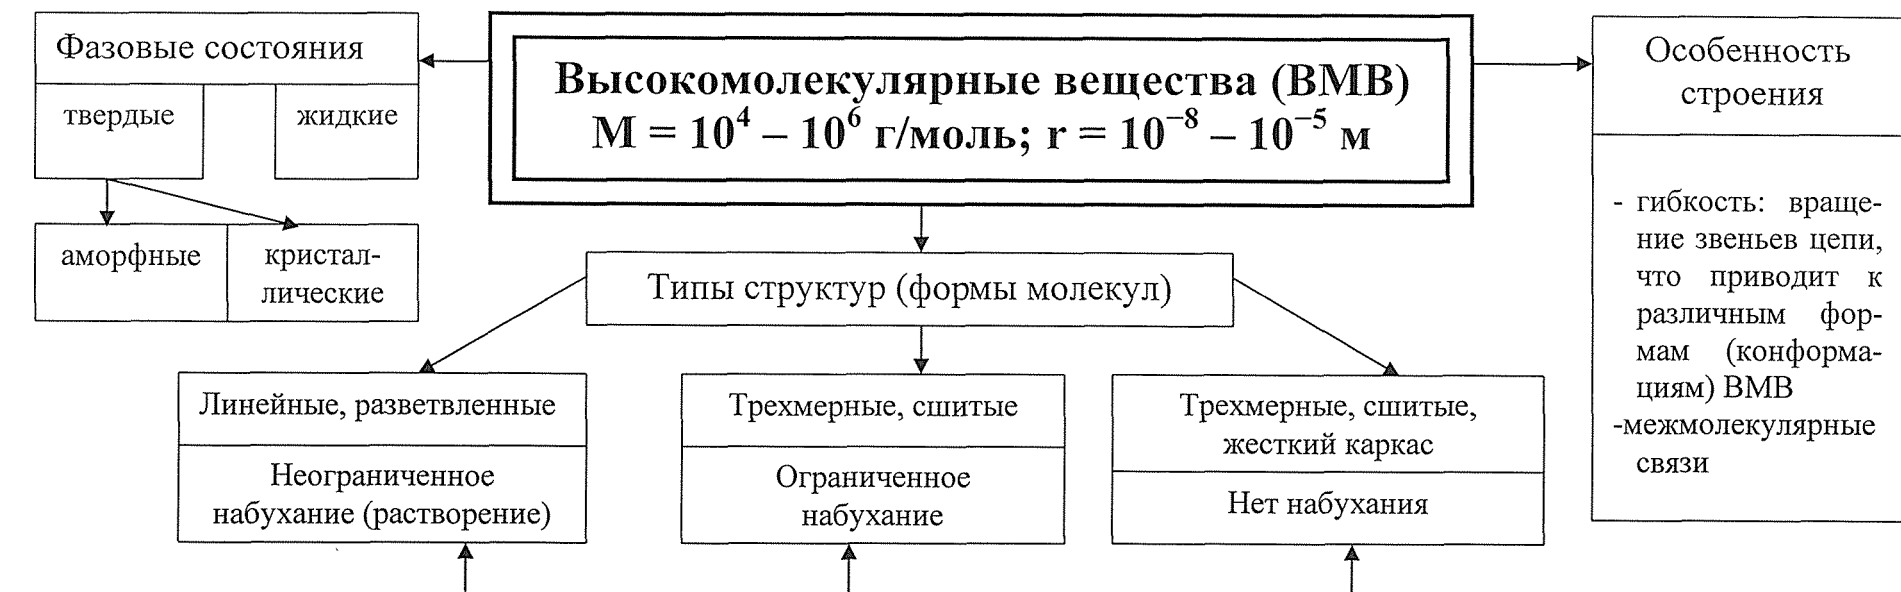 Фазовые состояния
твердые
жидкие
аморфные
кристал-
лические
Высокомолекулярные вещества (ВМВ)
М = 10⁴ – 10⁶ г/моль; r = 10⁻⁸ – 10⁻⁵ м
Типы структур (формы молекул)
Линейные, разветвленные
Неограниченное
набухание (растворение)
Трехмерные, сшитые
Ограниченное
набухание
Трехмерные, сшитые,
жесткий каркас
Нет набухания
Особенность
строения
- гибкость: враще-
ние звеньев цепи,
что приводит к
различным фор-
мам (конформа-
циям) ВМВ
-межмолекулярные
связи